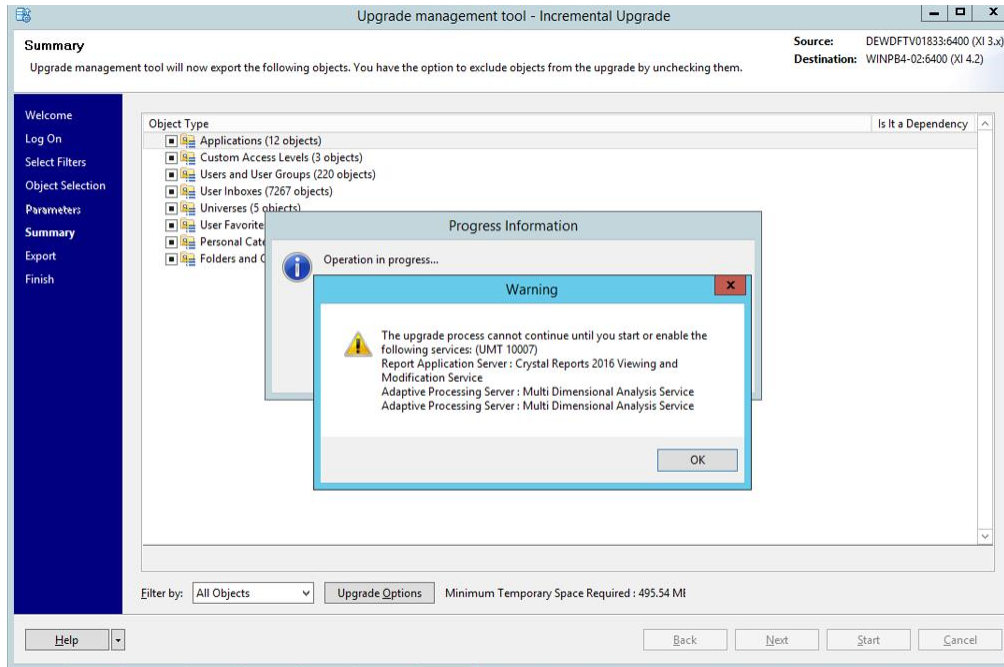 Upgrade management tool - Incremental Upgrade
Summary
Upgrade management tool will now export the following objects. You have the option to exclude objects from the upgrade by unchecking them.
Source: DEWDFTV01833:6400 (XI 3.x)
Destination: WINPB4-02:6400 (XI 4.2)
Welcome
Log On
Select Filters
Object Selection
Parameters
Summary
Export
Finish
Object Type Is It a Dependency
Applications (12 objects)
Custom Access Levels (3 objects)
Users and User Groups (220 objects)
User Inboxes (7267 objects)
Universes (5 objects)
User Favorite
Personal Cate
Folders and
Progress Information
Operation in progress...
Warning
The upgrade process cannot continue until you start or enable the
following services: (UMT 10007)
Report Application Server : Crystal Reports 2016 Viewing and
Modification Service
Adaptive Processing Server : Multi Dimensional Analysis Service
Adaptive Processing Server : Multi Dimensional Analysis Service
OK
Filter by: All Objects Upgrade Options Minimum Temporary Space Required : 495.54 MB
Help Back Next Start Cancel